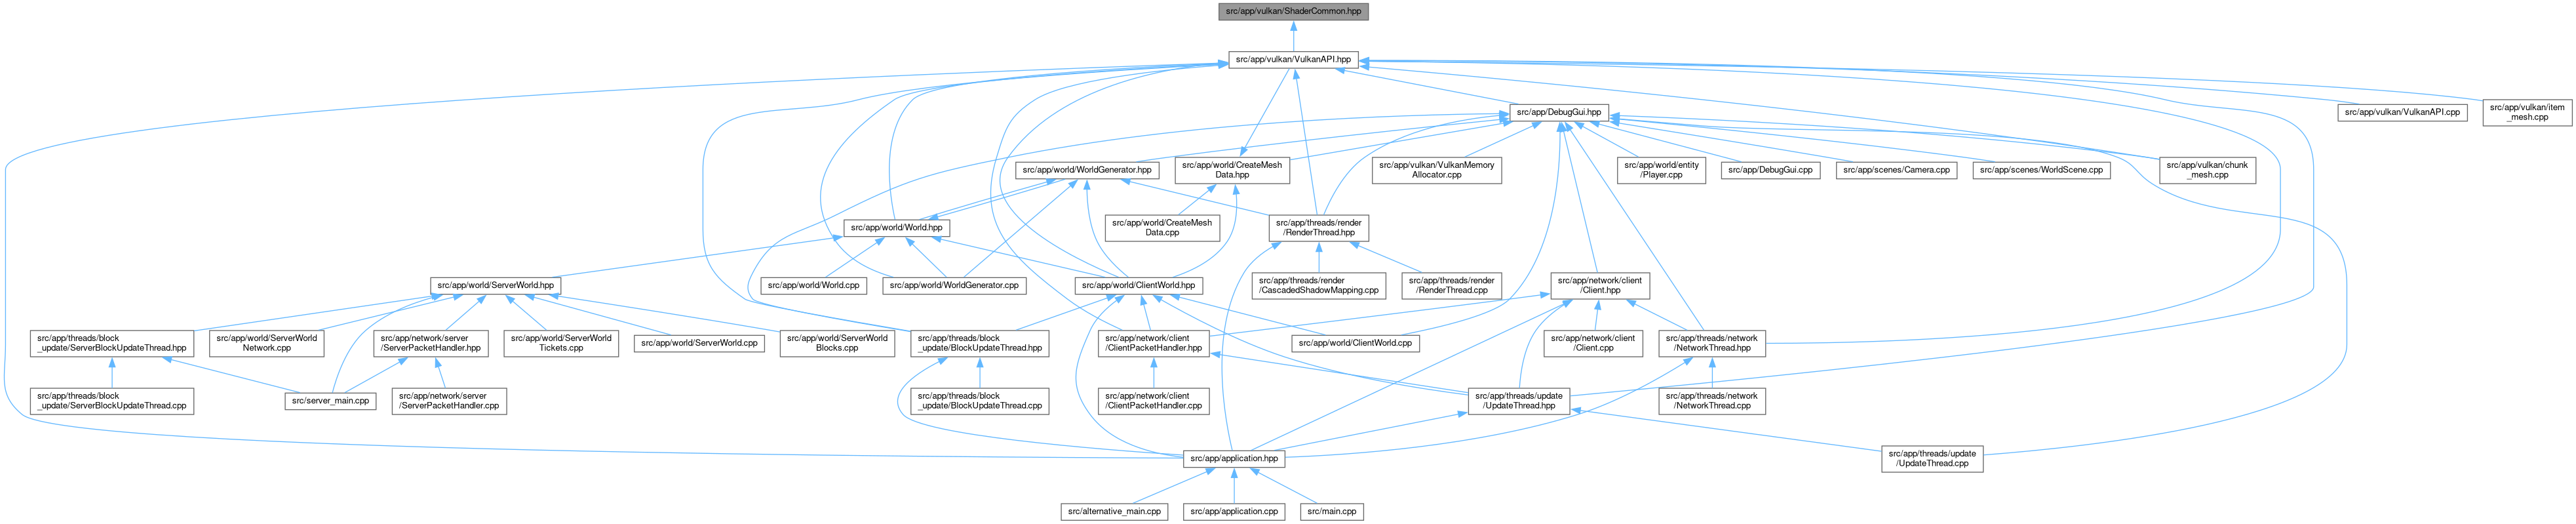 src/app/vulkan/ShaderCommon.hpp
src/app/vulkan/VulkanAPI.hpp
src/app/DebugGui.hpp
src/app/vulkan/VulkanAPI.cpp
src/app/vulkan/item
_mesh.cpp
src/app/world/WorldGenerator.hpp
src/app/world/CreateMesh
Data.hpp
src/app/vulkan/VulkanMemory
Allocator.cpp
src/app/world/entity
/Player.cpp
src/app/DebugGui.cpp
src/app/scenes/Camera.cpp
src/app/scenes/WorldScene.cpp
src/app/vulkan/chunk
_mesh.cpp
src/app/world/World.hpp
src/app/world/CreateMesh
Data.cpp
src/app/threads/render
/RenderThread.hpp
src/app/world/ServerWorld.hpp
src/app/world/World.cpp
src/app/world/WorldGenerator.cpp
src/app/world/ClientWorld.hpp
src/app/threads/render
/CascadedShadowMapping.cpp
src/app/threads/render
/RenderThread.cpp
src/app/network/client
/Client.hpp
src/app/threads/block
_update/ServerBlockUpdateThread.hpp
src/app/world/ServerWorld
Network.cpp
src/app/network/server
/ServerPacketHandler.hpp
src/app/world/ServerWorld
Tickets.cpp
src/app/world/ServerWorld.cpp
src/app/world/ServerWorld
Blocks.cpp
src/app/threads/block
_update/BlockUpdateThread.hpp
src/app/network/client
/ClientPacketHandler.hpp
src/app/world/ClientWorld.cpp
src/app/network/client
/Client.cpp
src/app/threads/network
/NetworkThread.hpp
src/app/threads/block
_update/ServerBlockUpdateThread.cpp
src/server_main.cpp
src/app/network/server
/ServerPacketHandler.cpp
src/app/threads/block
_update/BlockUpdateThread.cpp
src/app/network/client
/ClientPacketHandler.cpp
src/app/threads/update
/UpdateThread.hpp
src/app/threads/network
/NetworkThread.cpp
src/app/application.hpp
src/app/threads/update
/UpdateThread.cpp
src/alternative_main.cpp
src/app/application.cpp
src/main.cpp